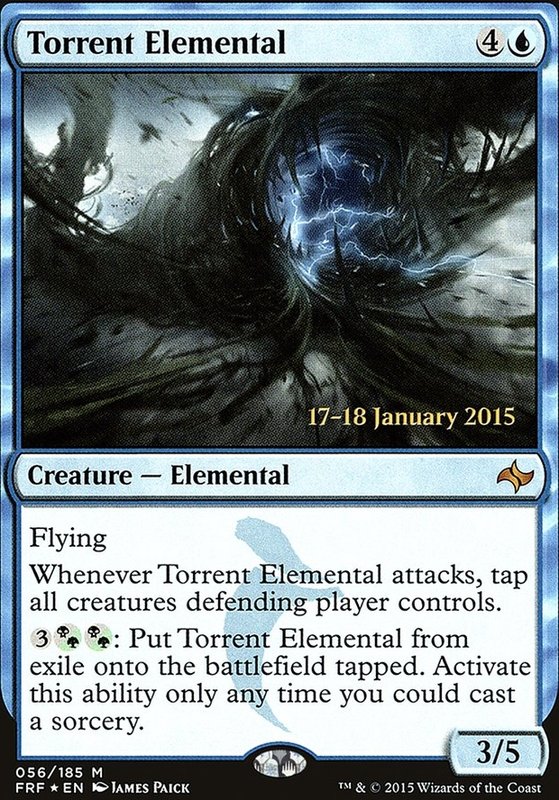 Torrent Elemental 4
17–18 January 2015
Creature — Elemental
Flying
Whenever Torrent Elemental attacks, tap
all creatures defending player controls.
3 : Put Torrent Elemental from
exile onto the battlefield tapped. Activate
this ability only any time you could cast
a sorcery.
3/5
056/185 M
FRF ★ EN James Paick
™ & © 2015 Wizards of the Coast